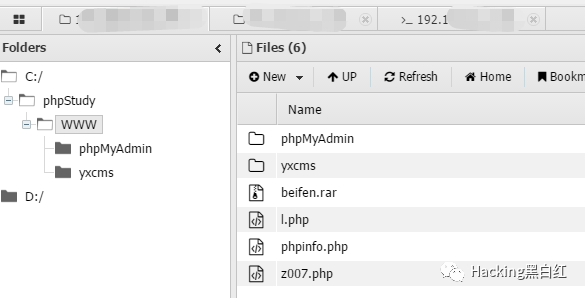 192.1
Folders
Files (6)
New
UP
Refresh
Home
Bookm
C:/
phpStudy
WWW
phpMyAdmin
yxcms
D:/
Name
phpMyAdmin
yxcms
beifen.rar
l.php
phpinfo.php
z007.php
Hacking黑白红